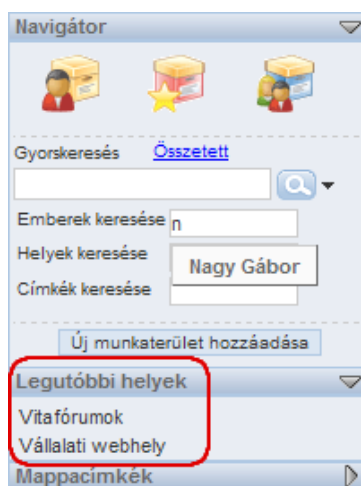 Navigátor
Gyorskeresés Összetett
Emberek keresése n
Helyek keresése
Nagy Gábor
Címkék keresése
Új munkaterület hozzáadása
Legutóbbi helyek
Vitafórumok
Vállalati webhely
Mappacímkék